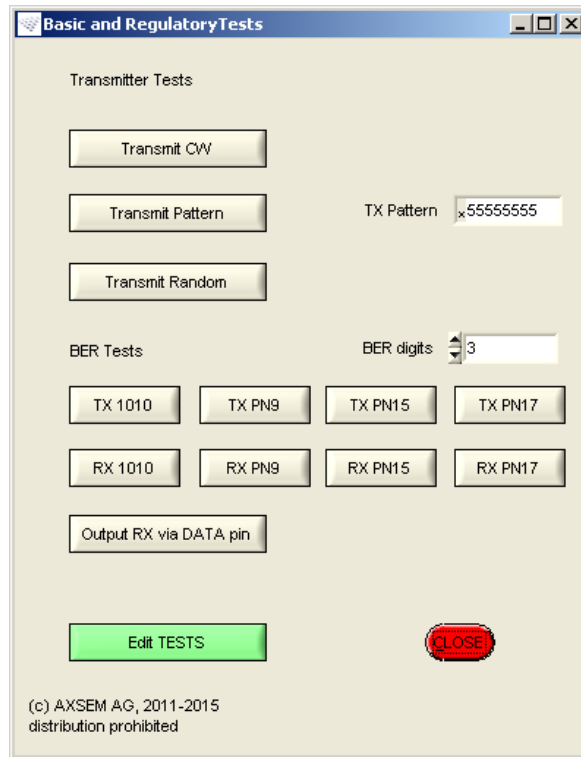 Basic and RegulatoryTests
Transmitter Tests
Transmit CW
Transmit Pattern
TX Pattern x55555555
Transmit Random
BER Tests
BER digits 3
TX 1010 TX PN9 TX PN15 TX PN17
RX 1010 RX PN9 RX PN15 RX PN17
Output RX via DATA pin
Edit TESTS
CLOSE
(c) AXSEM AG, 2011-2015
distribution prohibited